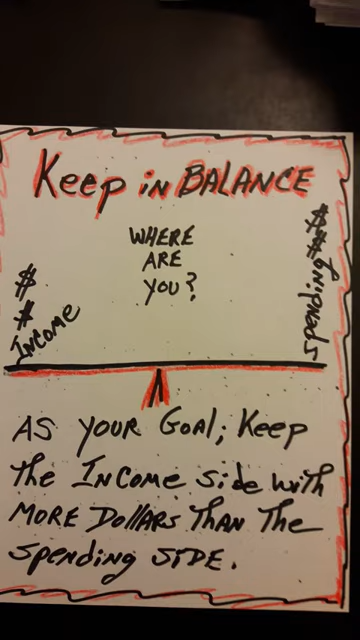 Keep in BALANCE
WHERE
ARE
YOU?
$
$
INCOME
spending $$$
AS YOUR GOAL; Keep
the INCOME side with
MORE DOLLARS THAN The
spending SIDE.